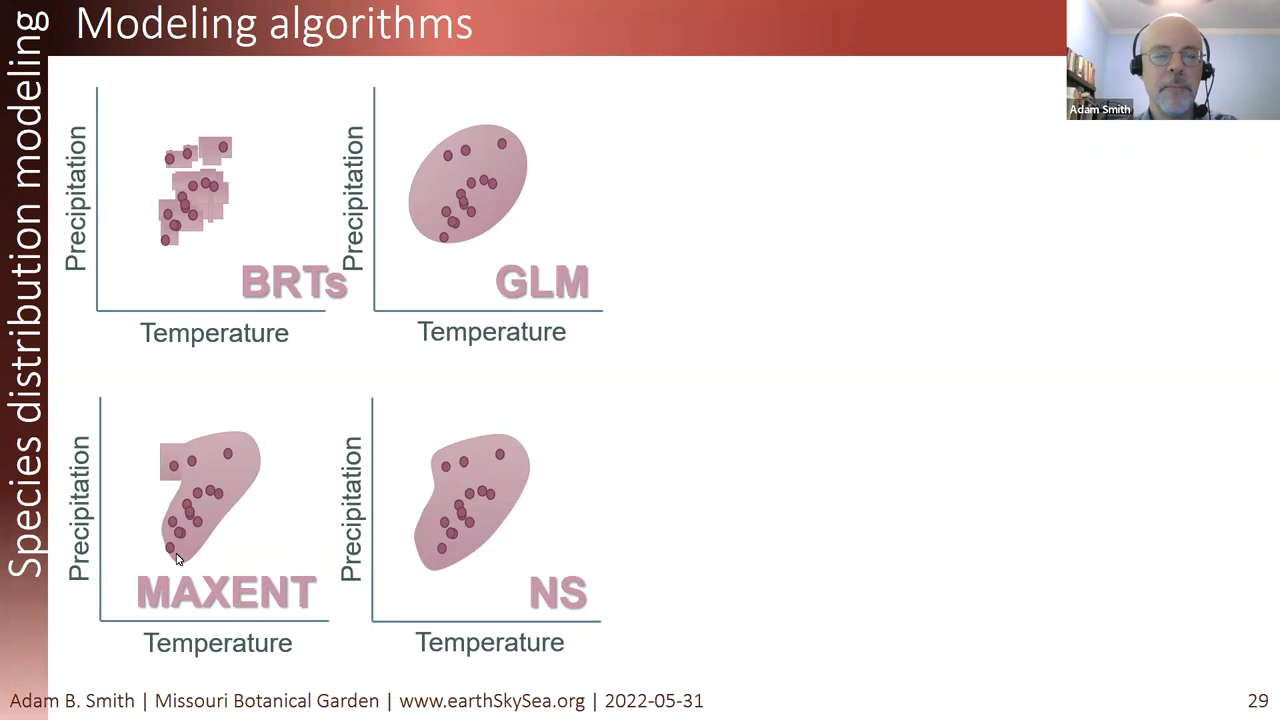 Modeling algorithms
Species distribution modeling
Adam Smith
Precipitation
BRTs
Temperature
Precipitation
GLM
Temperature
Precipitation
MAXENT
Temperature
Precipitation
NS
Temperature
Adam B. Smith | Missouri Botanical Garden | www.earthSkySea.org | 2022-05-31
29